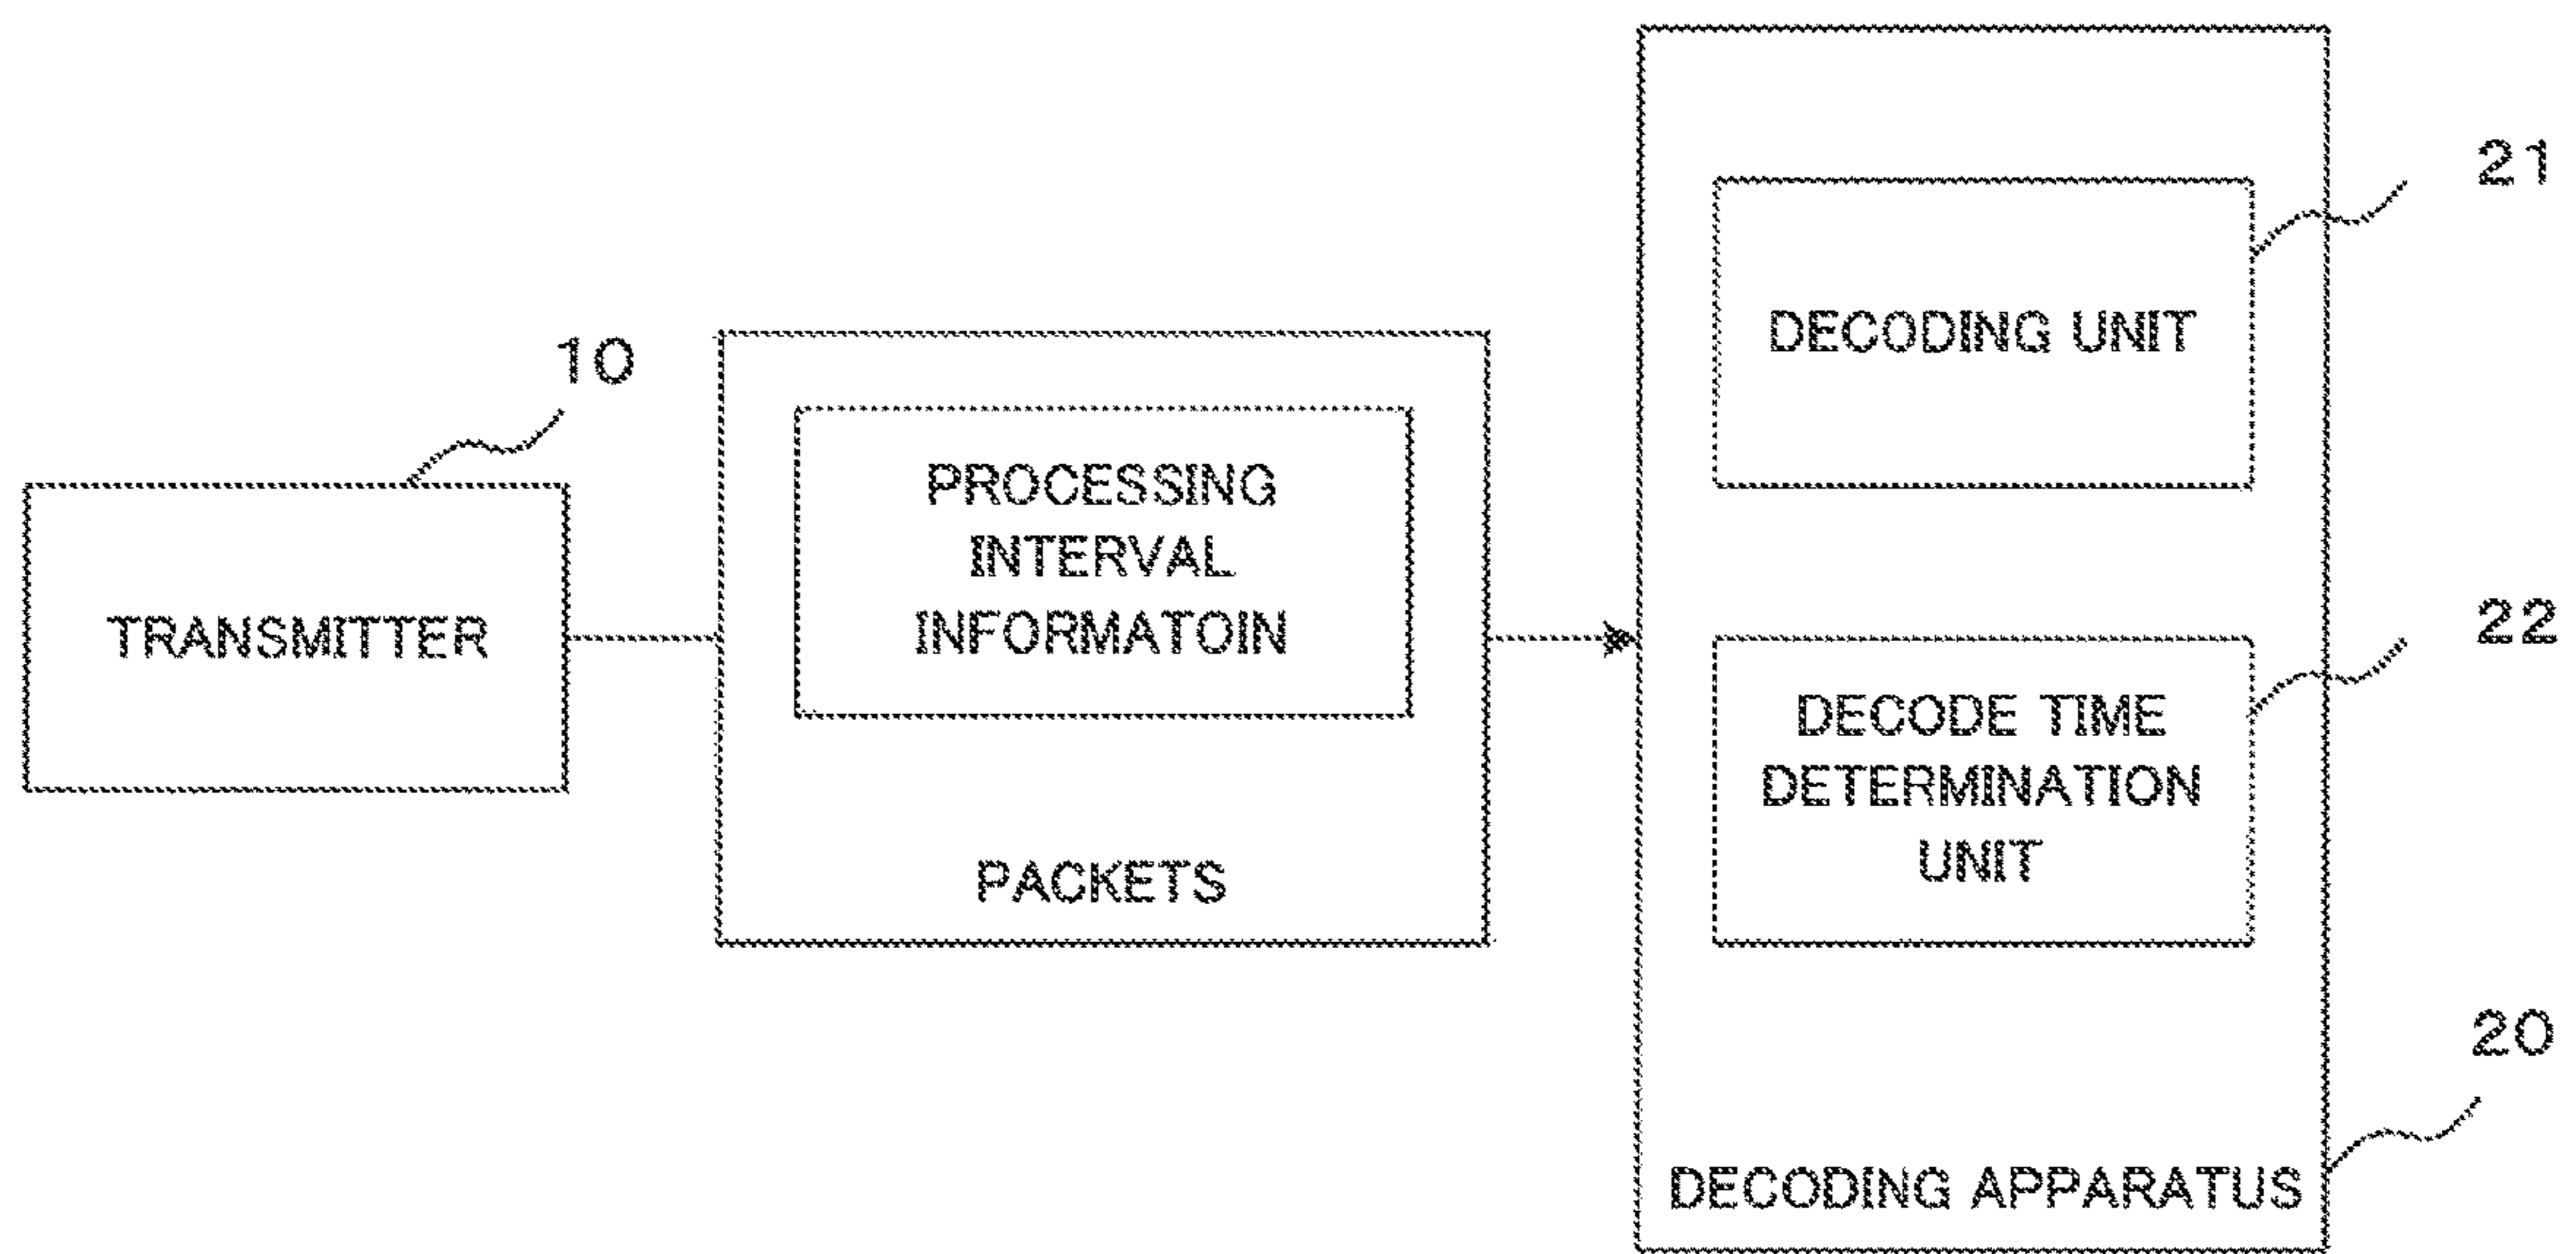 10
TRANSMITTER
PROCESSING
INTERVAL
INFORMATOIN
PACKETS
21
DECODING UNIT
22
DECODE TIME
DETERMINATION
UNIT
20
DECODING APPARATUS